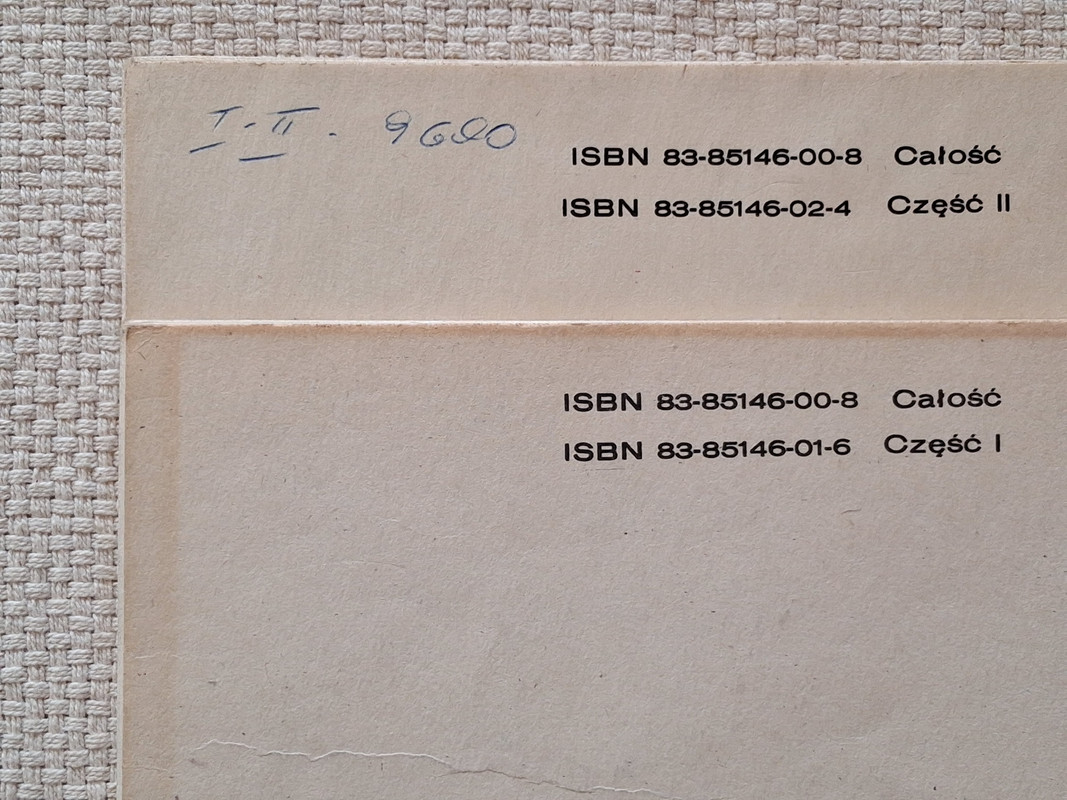 I-II. 9600
ISBN 83-85146-00-8 Całość
ISBN 83-85146-02-4 Część II
ISBN 83-85146-00-8 Całość
ISBN 83-85146-01-6 Część I